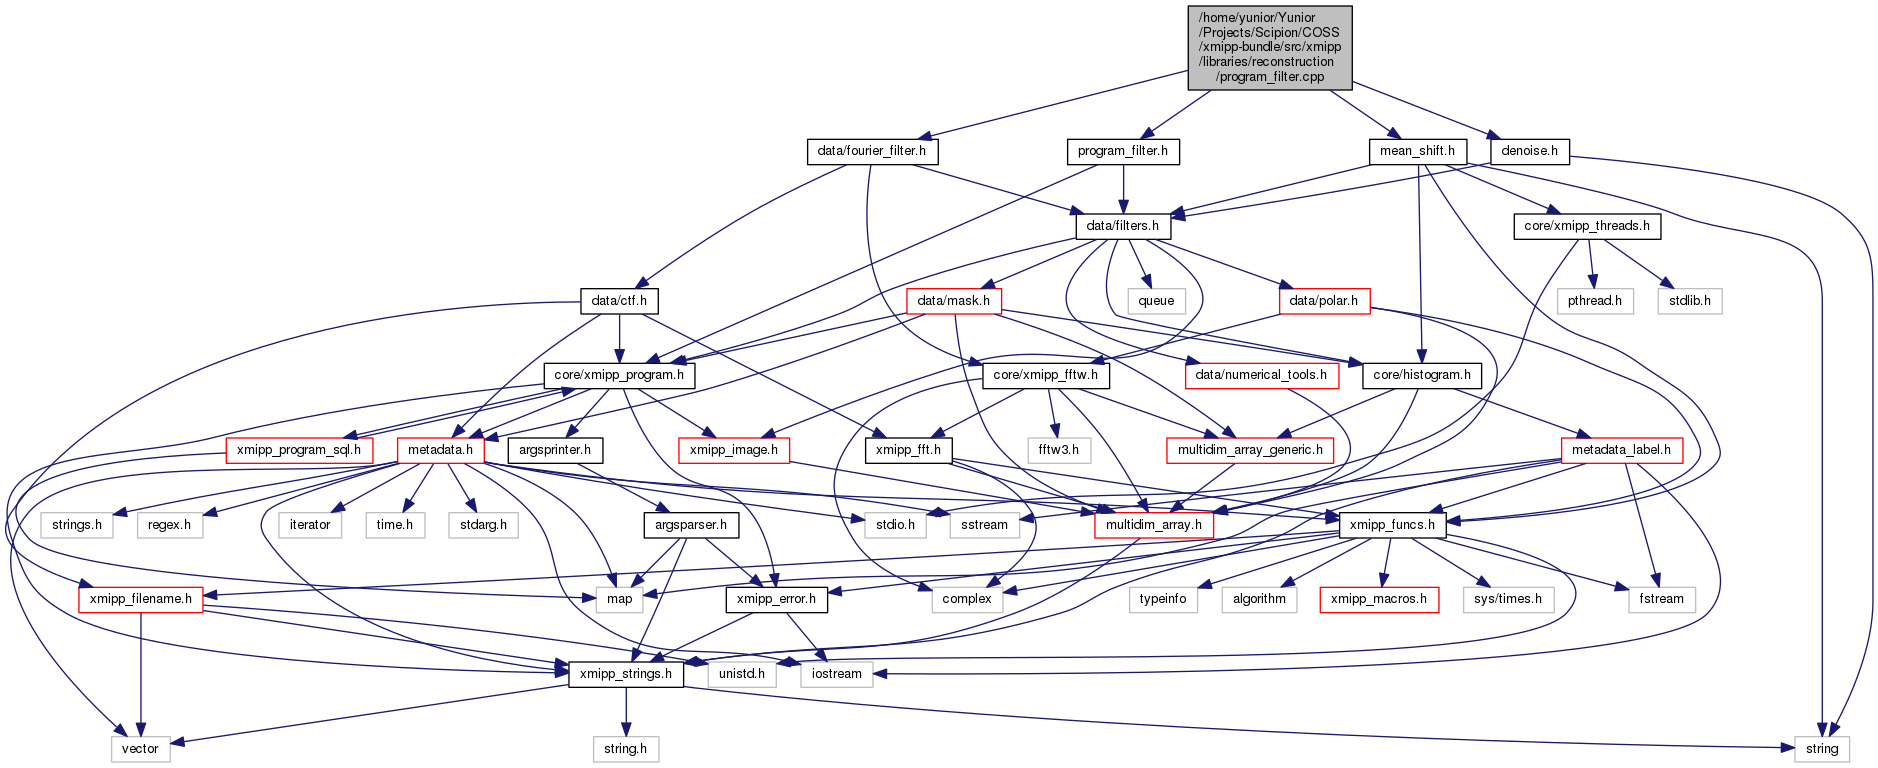 /home/yunior/Yunior
/Projects/Scipion/COSS
/xmipp-bundle/src/xmipp
/libraries/reconstruction
/program_filter.cpp
data/fourier_filter.h
program_filter.h
mean_shift.h
denoise.h
data/filters.h
core/xmipp_threads.h
data/ctf.h
data/mask.h
queue
data/polar.h
pthread.h
stdlib.h
core/xmipp_program.h
core/xmipp_fftw.h
data/numerical_tools.h
core/histogram.h
xmipp_program_sql.h
metadata.h
argsprinter.h
xmipp_image.h
xmipp_fft.h
fftw3.h
multidim_array_generic.h
metadata_label.h
strings.h
regex.h
iterator
time.h
stdarg.h
argsparser.h
stdio.h
sstream
multidim_array.h
xmipp_funcs.h
xmipp_filename.h
map
xmipp_error.h
complex
typeinfo
algorithm
xmipp_macros.h
sys/times.h
fstream
xmipp_strings.h
unistd.h
iostream
vector
string.h
string